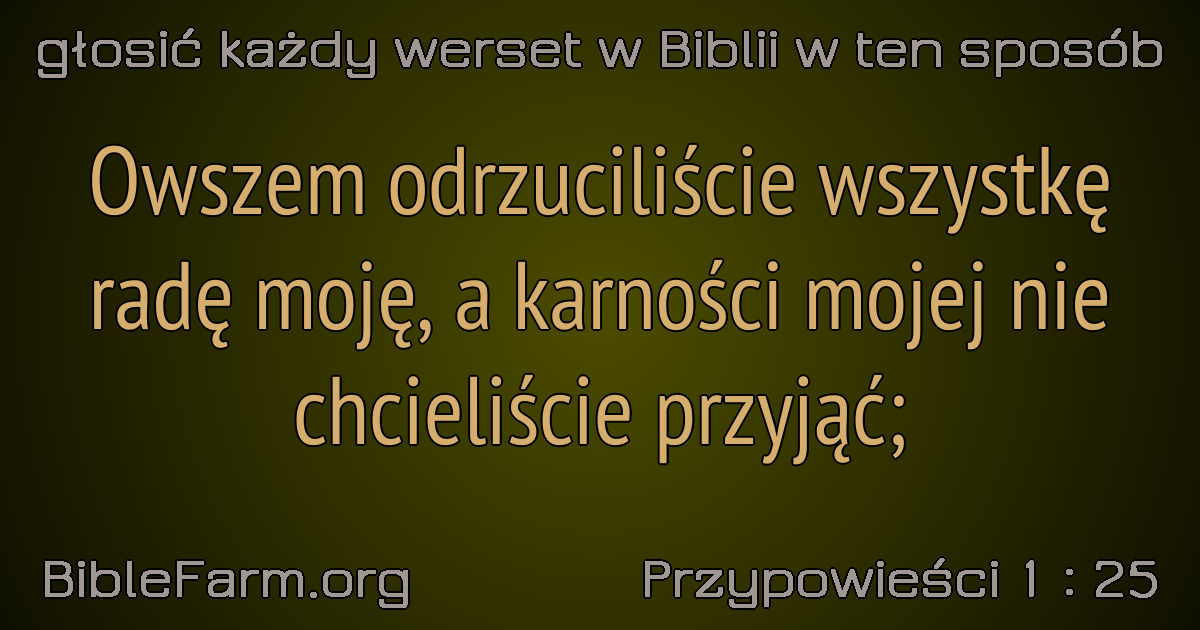 głosić każdy werset w Biblii w ten sposób
Owszem odrzuciliście wszystkę
radę moję, a karności mojej nie
chcieliście przyjąć;
BibleFarm.org
Przypowieści 1 : 25